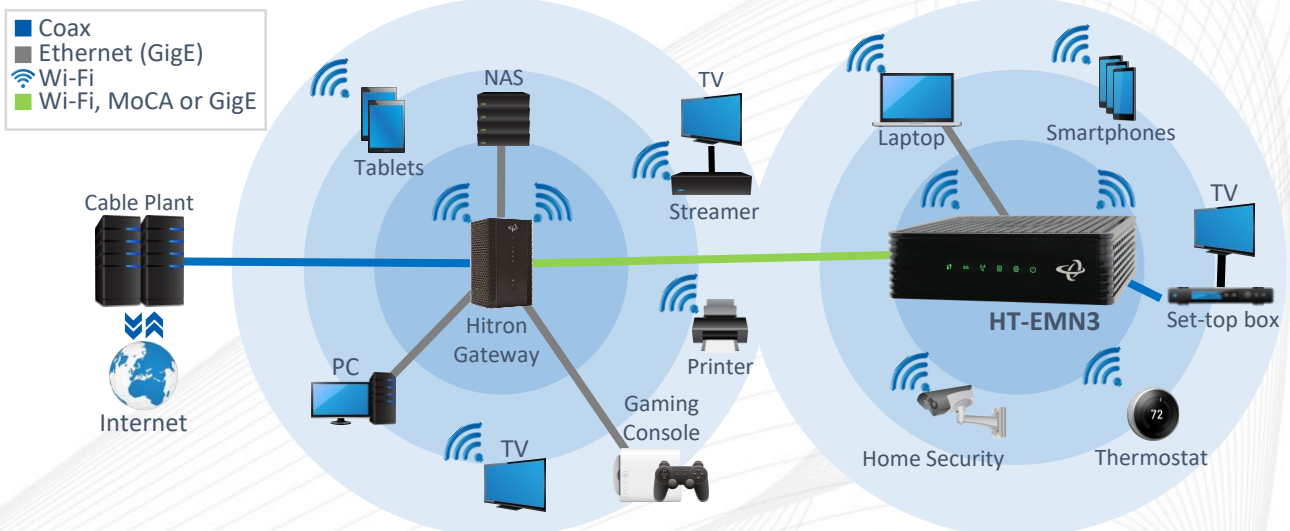 Coax
Ethernet (GigE)
Wi-Fi
Wi-Fi, MoCA or GigE
Cable Plant
Internet
Tablets
NAS
TV
Streamer
Hitron
Gateway
PC
TV
Printer
Gaming
Console
Laptop
Smartphones
TV
HT-EMN3
Set-top box
Home Security
72
Thermostat